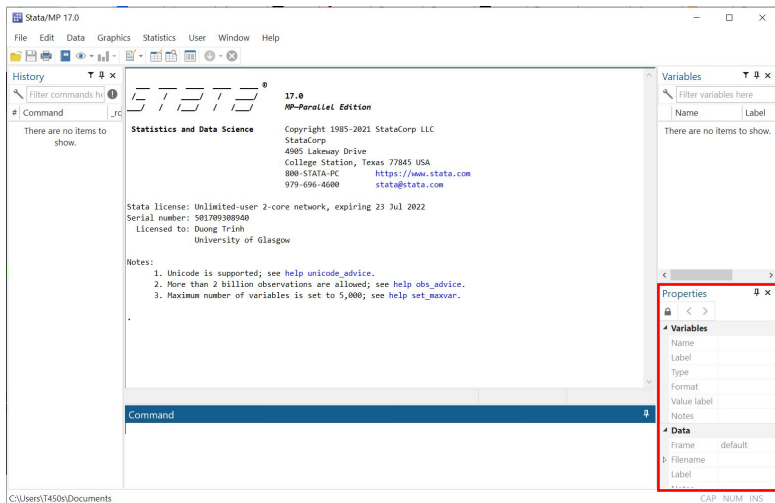 Stata/MP 17.0
File Edit Data Graphics Statistics User Window Help
History
Filter commands he
# Command _rc
There are no items to
show.
®
17.0
MP—Parallel Edition
Statistics and Data Science Copyright 1985-2021 StataCorp LLC
StataCorp
4905 Lakeway Drive
College Station, Texas 77845 USA
800-STATA-PC https://www.stata.com
979-696-4600 stata@stata.com
Stata license: Unlimited-user 2-core network, expiring 23 Jul 2022
Serial number: 501709308940
Licensed to: Duong Trinh
University of Glasgow
Notes:
1. Unicode is supported; see help unicode_advice.
2. More than 2 billion observations are allowed; see help obs_advice.
3. Maximum number of variables is set to 5,000; see help set_maxvar.
.
Command
Variables
Filter variables here
Name Label
There are no items to show.
Properties
Variables
Name
Label
Type
Format
Value label
Notes
Data
Frame default
Filename
Label
Notes
C:\Users\T450s\Documents
CAP NUM INS